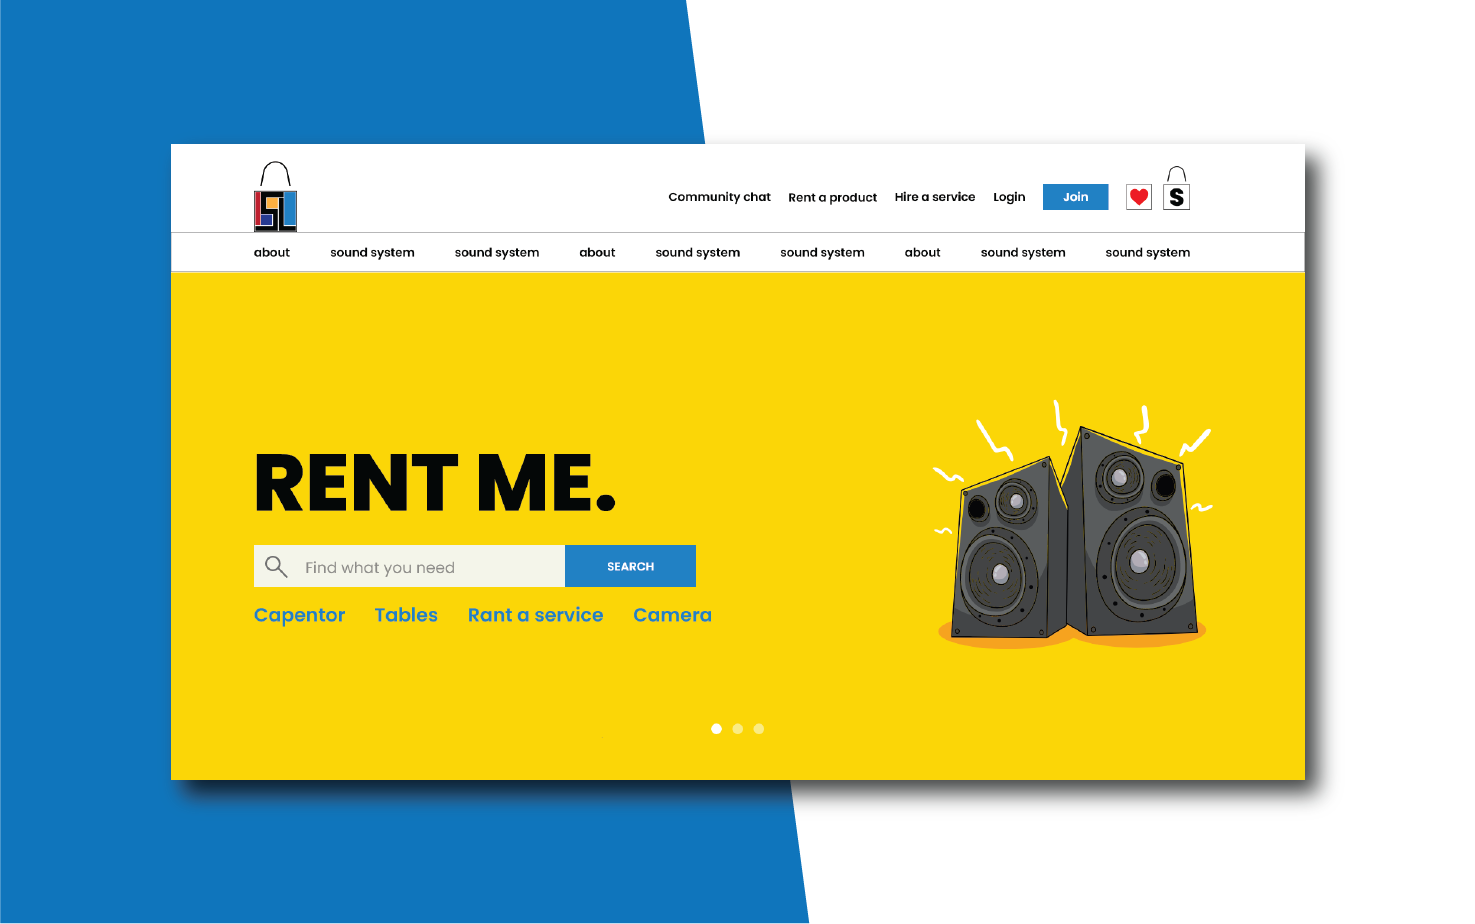 Community chat Rent a product Hire a service Login Join S
about sound system sound system about sound system sound system about sound system sound system
RENT ME.
Find what you need SEARCH
Capentor Tables Rant a service Camera